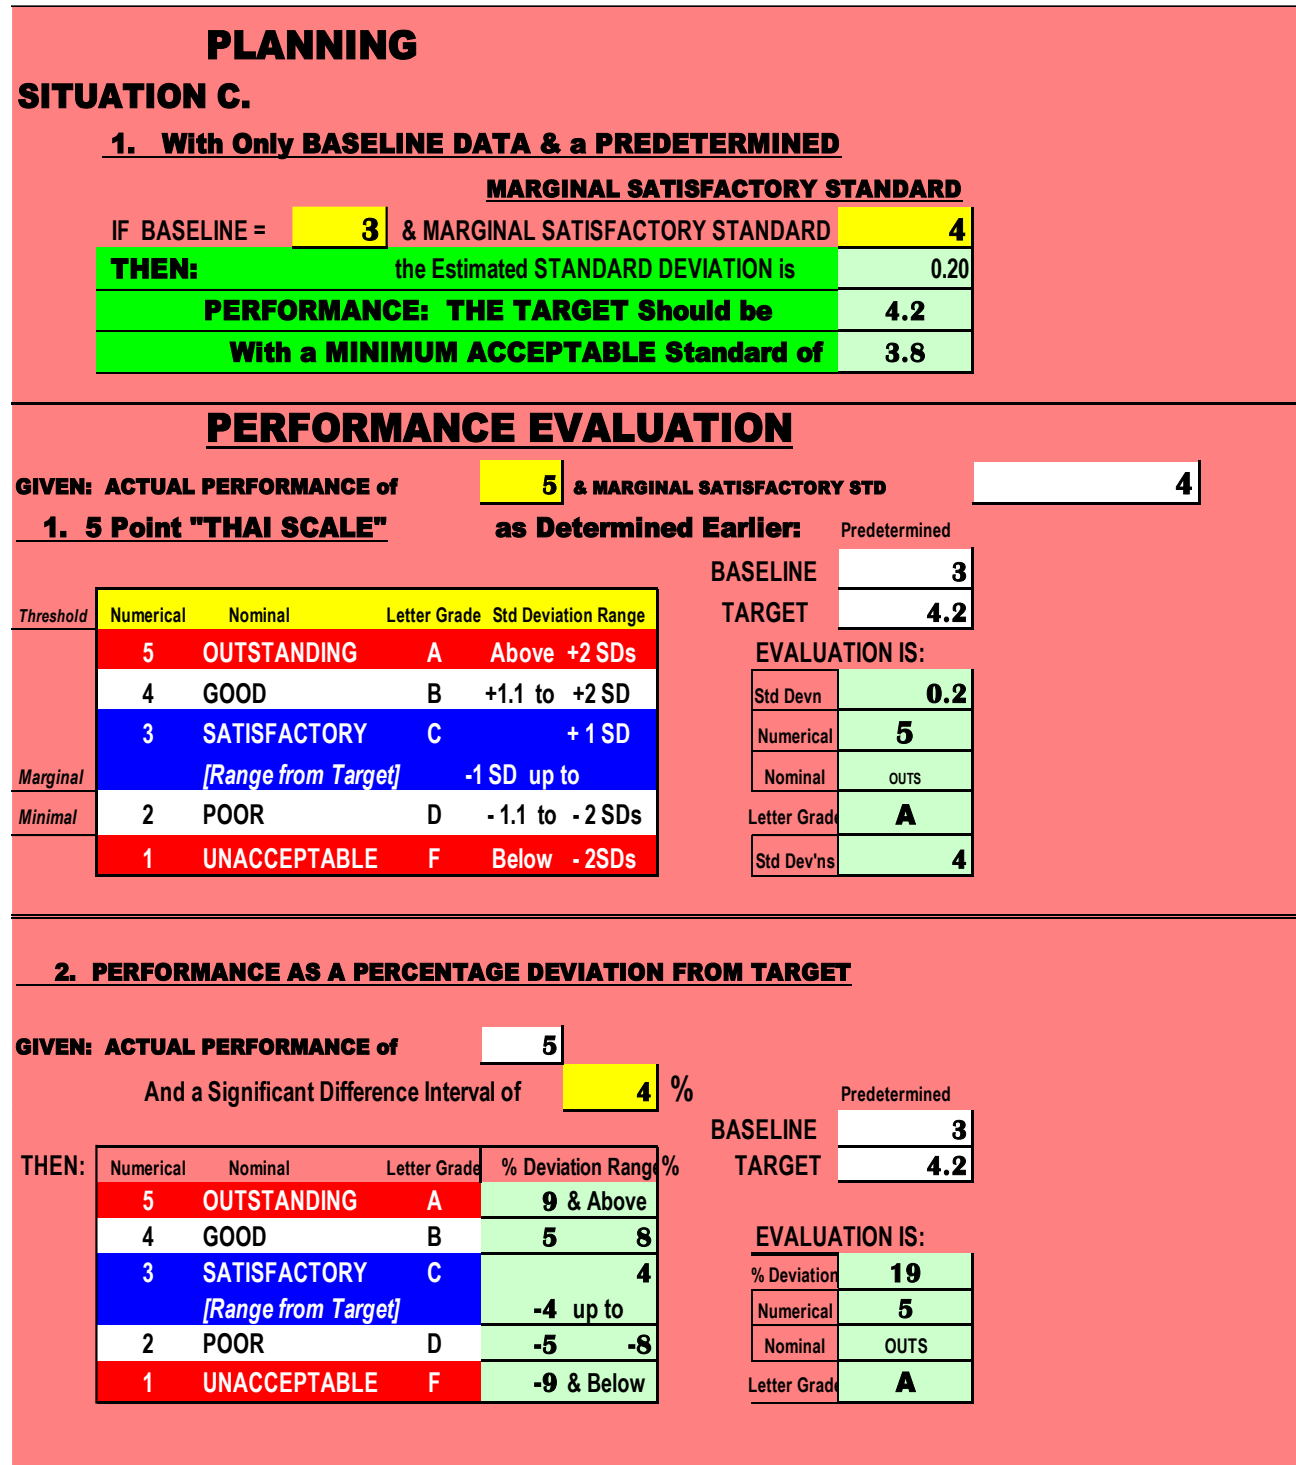 PLANNING
SITUATION C.
1. With Only BASELINE DATA & a PREDETERMINED
MARGINAL SATISFACTORY STANDARD
IF BASELINE = 3 & MARGINAL SATISFACTORY STANDARD 4
THEN: the Estimated STANDARD DEVIATION is 0.20
PERFORMANCE: THE TARGET Should be 4.2
With a MINIMUM ACCEPTABLE Standard of 3.8
PERFORMANCE EVALUATION
GIVEN: ACTUAL PERFORMANCE of 5 & MARGINAL SATISFACTORY STD 4
1. 5 Point "THAI SCALE" as Determined Earlier: Predetermined
BASELINE 3
Threshold Numerical Nominal Letter Grade Std Deviation Range TARGET 4.2
5 OUTSTANDING A Above +2 SDs EVALUATION IS:
4 GOOD B +1.1 to +2 SD Std Devn 0.2
3 SATISFACTORY C + 1 SD Numerical 5
Marginal [Range from Target] -1 SD up to Nominal OUTS
Minimal 2 POOR D - 1.1 to - 2 SDs Letter Grade A
1 UNACCEPTABLE F Below - 2SDs Std Dev'ns 4
2. PERFORMANCE AS A PERCENTAGE DEVIATION FROM TARGET
GIVEN: ACTUAL PERFORMANCE of 5
And a Significant Difference Interval of 4 % Predetermined
BASELINE 3
THEN: Numerical Nominal Letter Grade % Deviation Range % TARGET 4.2
5 OUTSTANDING A 9 & Above
4 GOOD B 5 8 EVALUATION IS:
3 SATISFACTORY C 4 % Deviation 19
[Range from Target] -4 up to Numerical 5
2 POOR D -5 -8 Nominal OUTS
1 UNACCEPTABLE F -9 & Below Letter Grade A